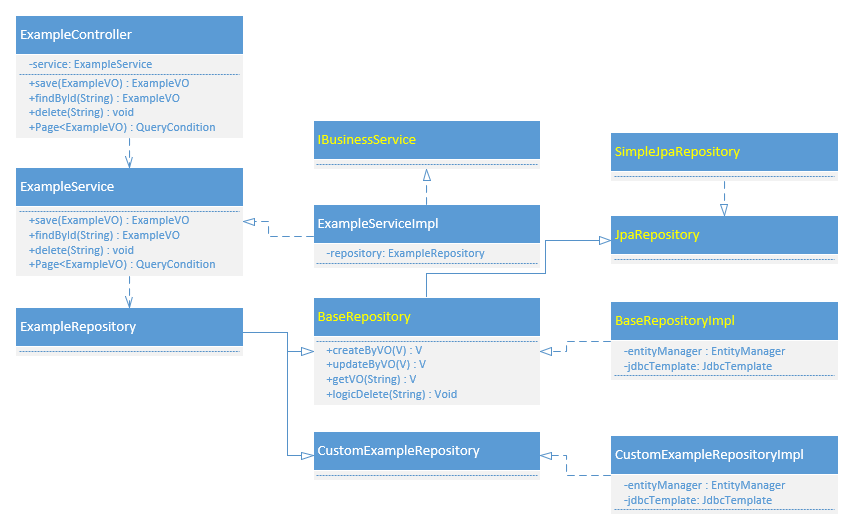 ExampleController
-service: ExampleService
+save(ExampleVO) : ExampleVO
+findById(String) : ExampleVO
+delete(String) : void
+Page<ExampleVO) : QueryCondition
ExampleService
+save(ExampleVO) : ExampleVO
+findById(String) : ExampleVO
+delete(String) : void
+Page<ExampleVO) : QueryCondition
ExampleRepository
IBusinessService
ExampleServiceImpl
-repository: ExampleRepository
BaseRepository
+createByVO(V) : V
+updateByVO(V) : V
+getVO(String) : V
+logicDelete(String) : Void
CustomExampleRepository
SimpleJpaRepository
JpaRepository
BaseRepositoryImpl
-entityManager : EntityManager
-jdbcTemplate: JdbcTemplate
CustomExampleRepositoryImpl
-entityManager : EntityManager
-jdbcTemplate: JdbcTemplate